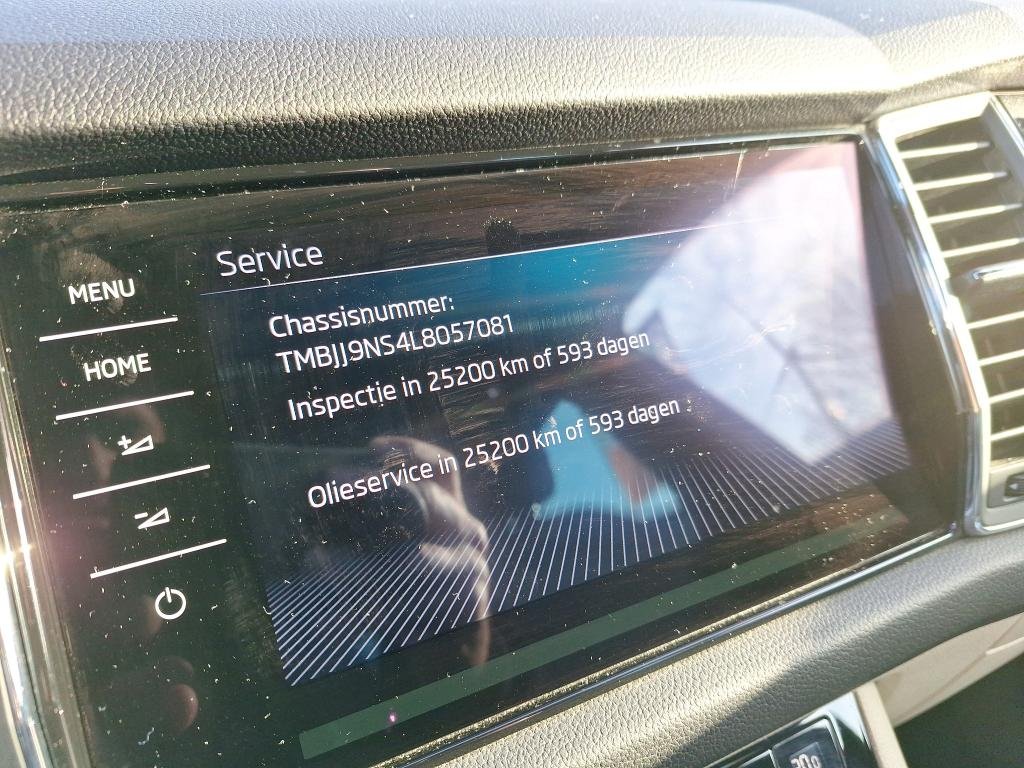 Service
MENU
HOME
Chassisnummer:
TMBJJ9NS4L8057081
Inspectie in 25200 km of 593 dagen
Olieservice in 25200 km of 593 dagen